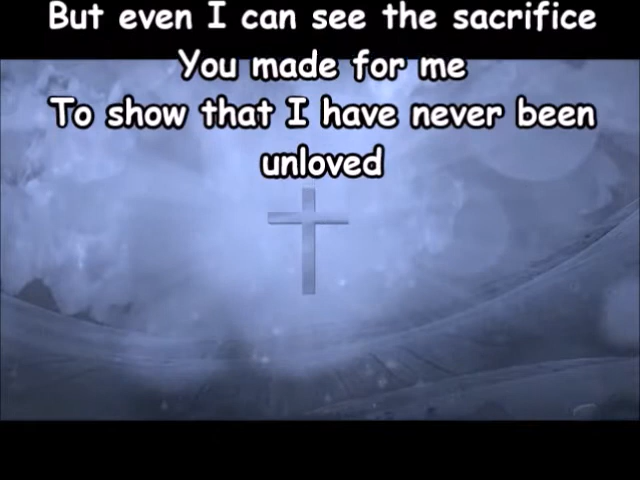 But even I can see the sacrifice
You made for me
To show that I have never been
unloved